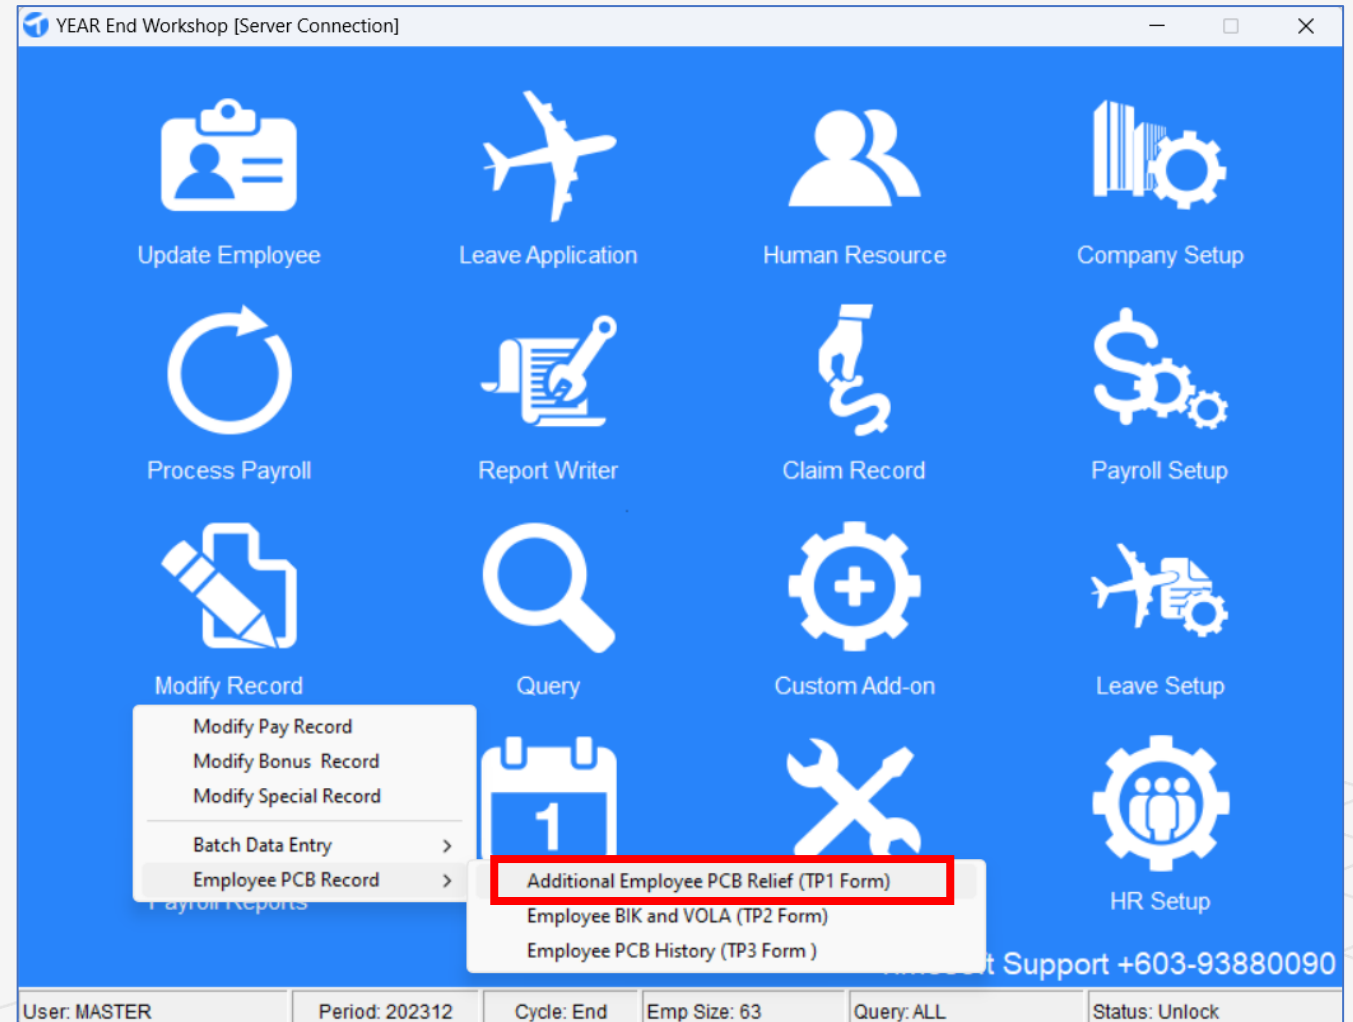 YEAR End Workshop [Server Connection]
Update Employee
Leave Application
Human Resource
Company Setup
Process Payroll
Report Writer
Claim Record
Payroll Setup
Modify Record
Query
Custom Add-on
Leave Setup
Modify Pay Record
Modify Bonus  Record
Modify Special Record
Batch Data Entry
Employee PCB Record
1
Additional Employee PCB Relief (TP1 Form)
Employee BIK and VOLA (TP2 Form)
Employee PCB History (TP3 Form )
Payroll Reports
HR Setup
Support +603-93880090
User: MASTER
Period: 202312
Cycle: End
Emp Size: 63
Query: ALL
Status: Unlock